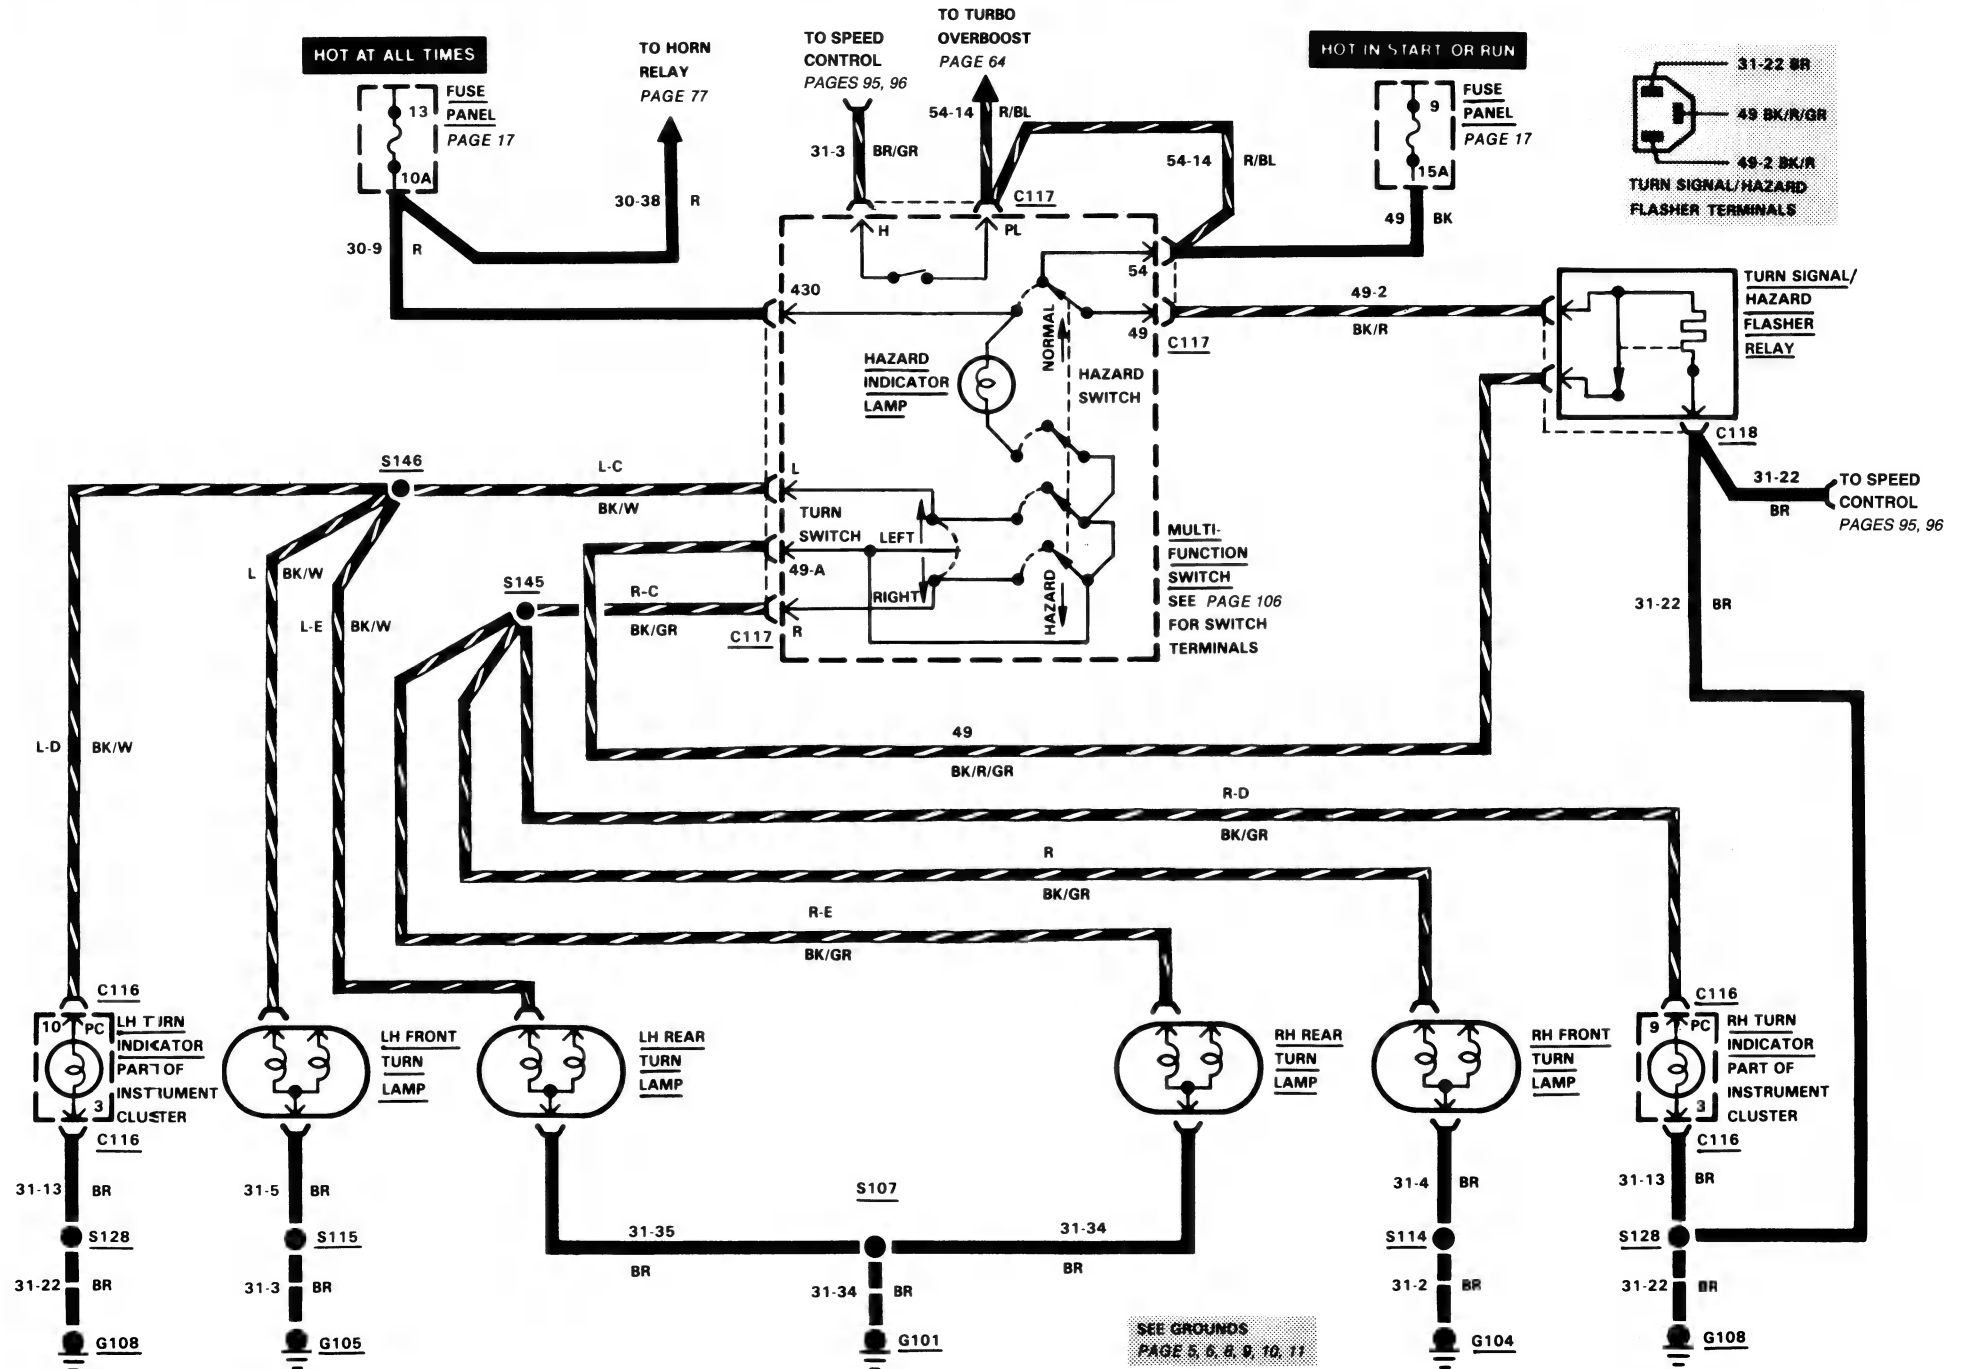 HOT AT ALL TIMES
13
10A
FUSE
PANEL
PAGE 17
TO HORN
RELAY
PAGE 77
30-38 R
30-9 R
TO SPEED
CONTROL
PAGES 95, 96
31-3 BR/GR
TO TURBO
OVERBOOST
PAGE 64
54-14 R/BL
C117
54-14 R/BL
HOT IN START OR RUN
9
15A
FUSE
PANEL
PAGE 17
49 BK
31-22 BR
49 BK/R/GR
49-2 BK/R
TURN SIGNAL/HAZARD
FLASHER TERMINALS
H
PL
54
430
49
C117
NORMAL
HAZARD
INDICATOR
LAMP
HAZARD
SWITCH
49-2
BK/R
TURN SIGNAL/
HAZARD
FLASHER
RELAY
C118
31-22
BR
TO SPEED
CONTROL
PAGES 95, 96
31-22 BR
S146
L-C
BK/W
L
TURN
SWITCH
LEFT
49-A
RIGHT
R
HAZARD
C117
MULTI-
FUNCTION
SWITCH
SEE PAGE 106
FOR SWITCH
TERMINALS
S145
R-C
BK/GR
L BK/W
L-E BK/W
L-D BK/W
49
BK/R/GR
R-D
BK/GR
R
BK/GR
R-E
BK/GR
C116
10 PC
LH TURN
INDICATOR
PART OF
INSTRUMENT
CLUSTER
3
C116
LH FRONT
TURN
LAMP
LH REAR
TURN
LAMP
RH REAR
TURN
LAMP
RH FRONT
TURN
LAMP
C116
9 PC
RH TURN
INDICATOR
PART OF
INSTRUMENT
CLUSTER
3
C116
31-13 BR
S128
31-22 BR
G108
31-5 BR
S115
31-3 BR
G105
S107
31-35
BR
31-34
BR
31-34 BR
G101
31-4 BR
S114
31-2 BR
G104
31-13 BR
S128
31-22 BR
G108
SEE GROUNDS
PAGE 5, 6, 8, 9, 10, 11